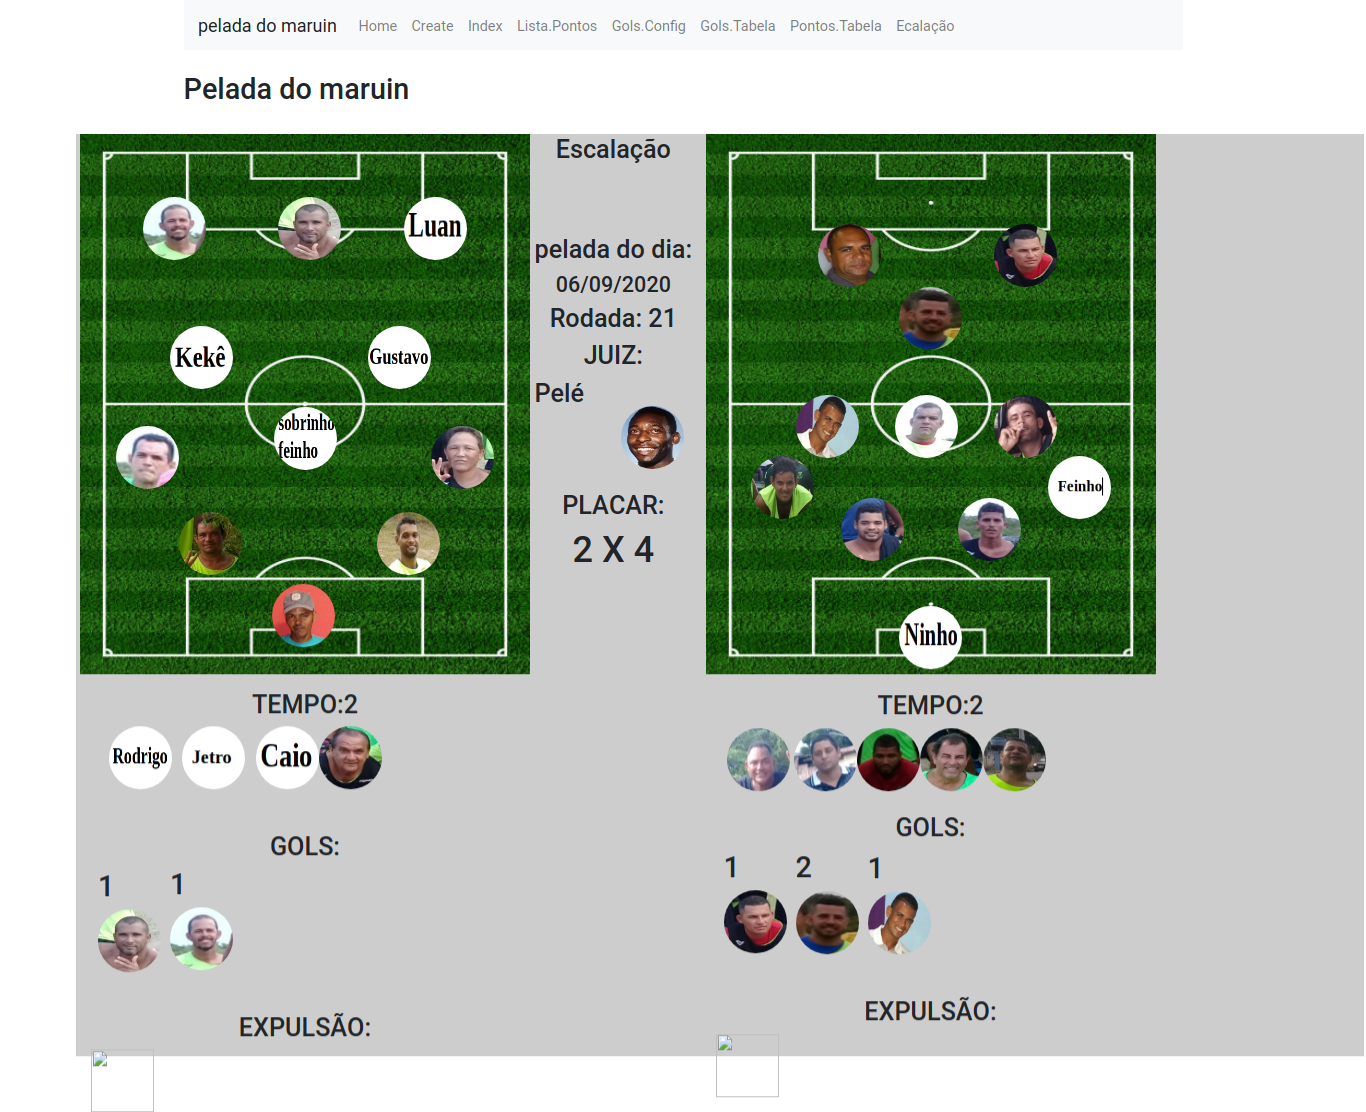 pelada do maruin Home Create Index Lista.Pontos Gols.Config Gols.Tabela Pontos.Tabela Ecalação
Pelada do maruin
Luan
Kekê
Gustavo
sobrinho
feinho
Escalação
pelada do dia:
06/09/2020
Rodada: 21
JUIZ:
Pelé
PLACAR:
2 X 4
Feinho
Ninho
TEMPO:2
Rodrigo
Jetro
Caio
GOLS:
1 1
EXPULSÃO:
TEMPO:2
GOLS:
1 2 1
EXPULSÃO: